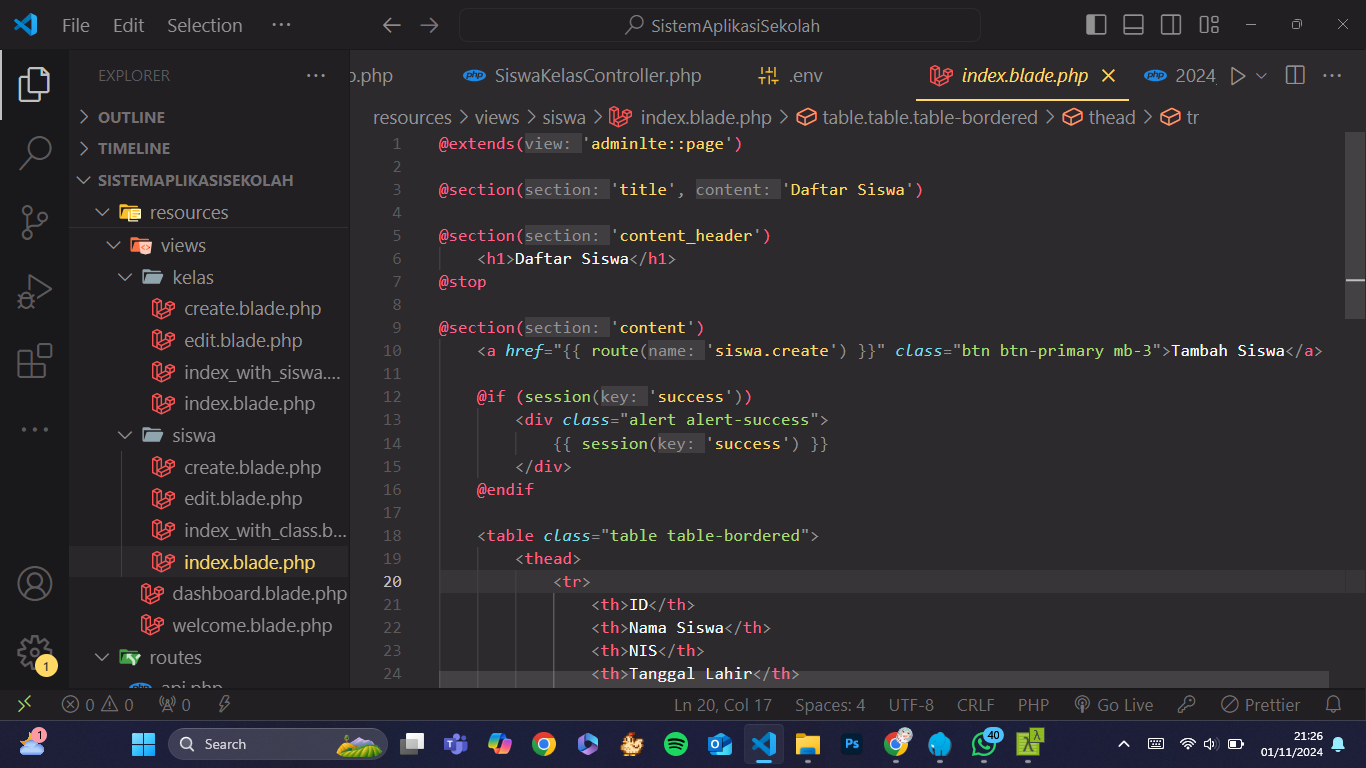 File Edit Selection ··· SistemAplikasiSekolah
EXPLORER ···
OUTLINE
TIMELINE
SISTEMAPLIKASISEKOLAH
resources
views
kelas
create.blade.php
edit.blade.php
index_with_siswa....
index.blade.php
siswa
create.blade.php
edit.blade.php
index_with_class.b...
index.blade.php
dashboard.blade.php
welcome.blade.php
routes
api.php
o.php php SiswaKelasController.php .env index.blade.php php 2024 ···
resources > views > siswa > index.blade.php > table.table.table-bordered > thead > tr
1 @extends(view: 'adminlte::page')
2
3 @section(section: 'title', content: 'Daftar Siswa')
4
5 @section(section: 'content_header')
6 <h1>Daftar Siswa</h1>
7 @stop
8
9 @section(section: 'content')
10 <a href="{{ route(name: 'siswa.create') }}" class="btn btn-primary mb-3">Tambah Siswa</a>
11
12 @if (session(key: 'success'))
13 <div class="alert alert-success">
14 {{ session(key: 'success') }}
15 </div>
16 @endif
17
18 <table class="table table-bordered">
19 <thead>
20 <tr>
21 <th>ID</th>
22 <th>Nama Siswa</th>
23 <th>NIS</th>
24 <th>Tanggal Lahir</th>
1
0 0 0 Ln 20, Col 17 Spaces: 4 UTF-8 CRLF PHP Go Live Prettier
1 Search Ps 40 λ λ 21:26
01/11/2024